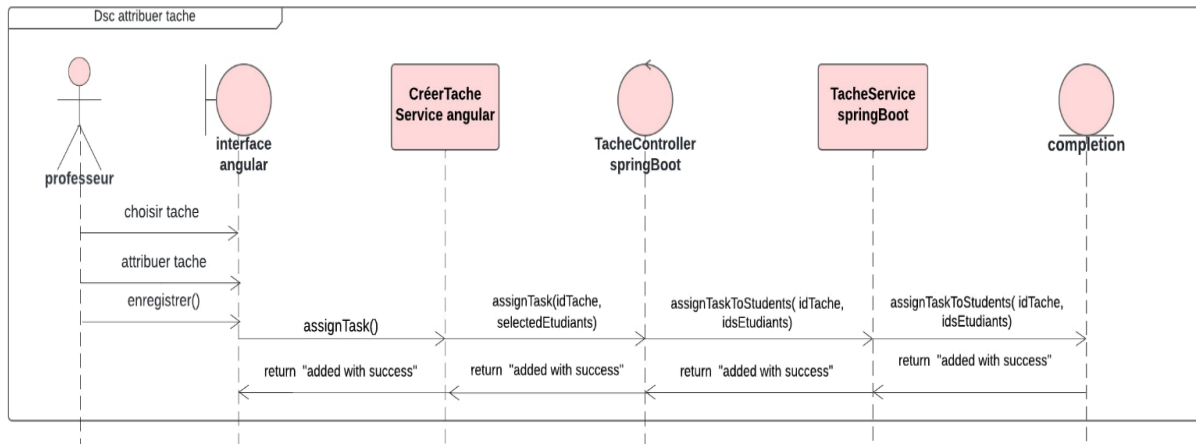 Dsc attribuer tache
professeur
interface
angular
CréerTache
Service angular
TacheController
springBoot
TacheService
springBoot
completion
choisir tache
attribuer tache
enregistrer()
assignTask()
assignTask(idTache,
selectedEtudiants)
assignTaskToStudents( idTache,
idsEtudiants)
assignTaskToStudents( idTache,
idsEtudiants)
return "added with success"
return "added with success"
return "added with success"
return "added with success"